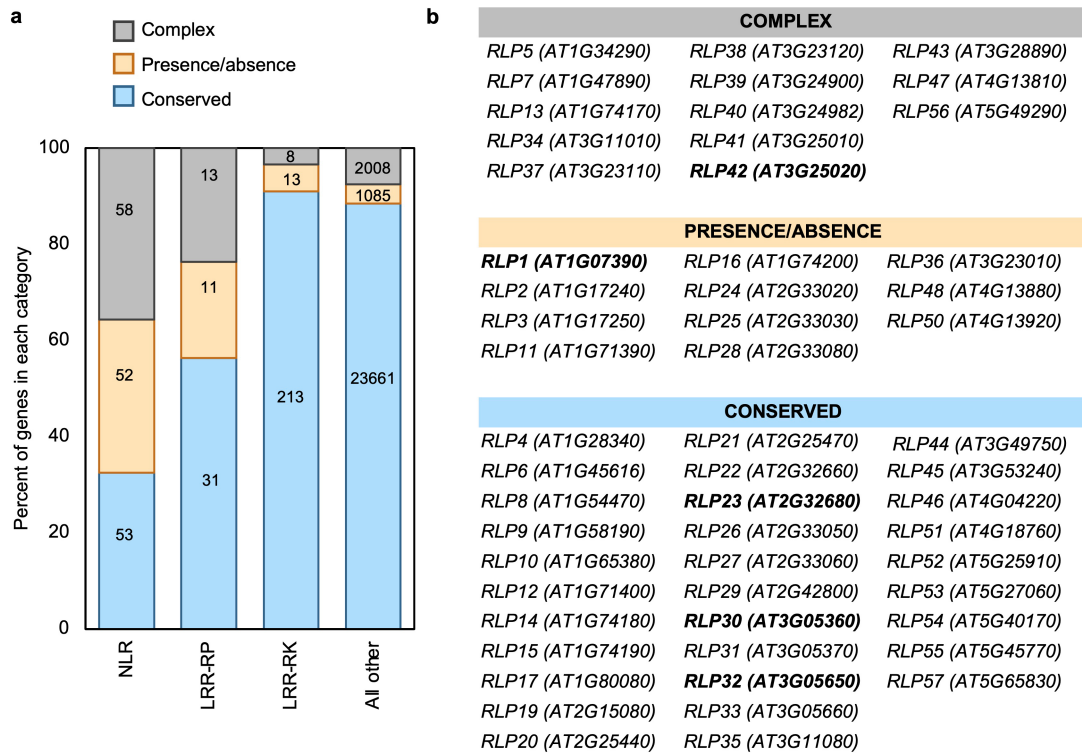 a
Complex
Presence/absence
Conserved
Percent of genes in each category
100
80
60
40
20
0
58
52
53
13
11
31
8
13
213
2008
1085
23661
NLR
LRR-RP
LRR-RK
All other
b
COMPLEX
RLP5 (AT1G34290) RLP38 (AT3G23120) RLP43 (AT3G28890)
RLP7 (AT1G47890) RLP39 (AT3G24900) RLP47 (AT4G13810)
RLP13 (AT1G74170) RLP40 (AT3G24982) RLP56 (AT5G49290)
RLP34 (AT3G11010) RLP41 (AT3G25010)
RLP37 (AT3G23110) RLP42 (AT3G25020)
PRESENCE/ABSENCE
RLP1 (AT1G07390) RLP16 (AT1G74200) RLP36 (AT3G23010)
RLP2 (AT1G17240) RLP24 (AT2G33020) RLP48 (AT4G13880)
RLP3 (AT1G17250) RLP25 (AT2G33030) RLP50 (AT4G13920)
RLP11 (AT1G71390) RLP28 (AT2G33080)
CONSERVED
RLP4 (AT1G28340) RLP21 (AT2G25470) RLP44 (AT3G49750)
RLP6 (AT1G45616) RLP22 (AT2G32660) RLP45 (AT3G53240)
RLP8 (AT1G54470) RLP23 (AT2G32680) RLP46 (AT4G04220)
RLP9 (AT1G58190) RLP26 (AT2G33050) RLP51 (AT4G18760)
RLP10 (AT1G65380) RLP27 (AT2G33060) RLP52 (AT5G25910)
RLP12 (AT1G71400) RLP29 (AT2G42800) RLP53 (AT5G27060)
RLP14 (AT1G74180) RLP30 (AT3G05360) RLP54 (AT5G40170)
RLP15 (AT1G74190) RLP31 (AT3G05370) RLP55 (AT5G45770)
RLP17 (AT1G80080) RLP32 (AT3G05650) RLP57 (AT5G65830)
RLP19 (AT2G15080) RLP33 (AT3G05660)
RLP20 (AT2G25440) RLP35 (AT3G11080)